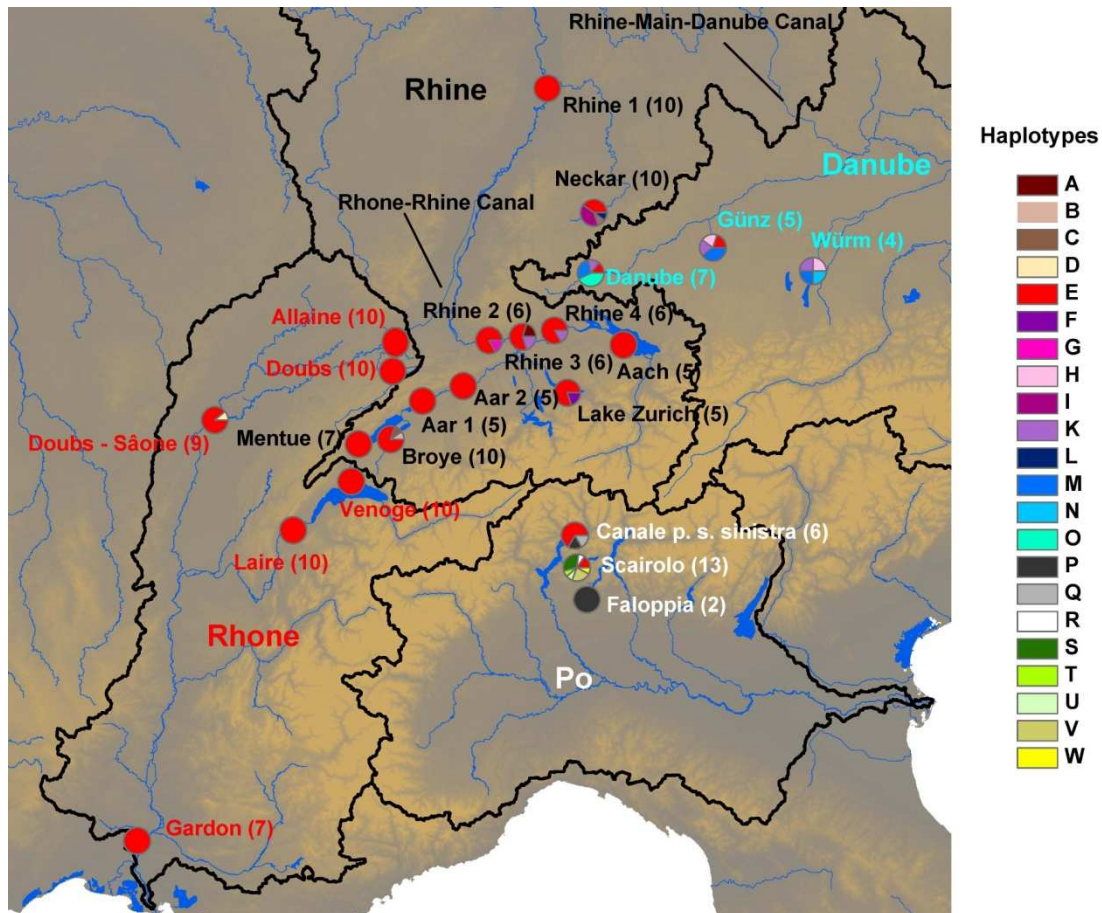 Rhine-Main-Danube Canal
Rhine
Rhine 1 (10)
Danube
Neckar (10)
Rhone-Rhine Canal
Günz (5)
Würm (4)
Danube (7)
Allaine (10)
Rhine 2 (6)
Rhine 4 (6)
Doubs (10)
Rhine 3 (6)
Aach (5)
Aar 2 (5)
Lake Zurich (5)
Doubs - Sâone (9)
Mentue (7)
Aar 1 (5)
Broye (10)
Venoge (10)
Laire (10)
Canale p. s. sinistra (6)
Scairolo (13)
Faloppia (2)
Rhone
Po
Gardon (7)
Haplotypes
A
B
C
D
E
F
G
H
I
K
L
M
N
O
P
Q
R
S
T
U
V
W